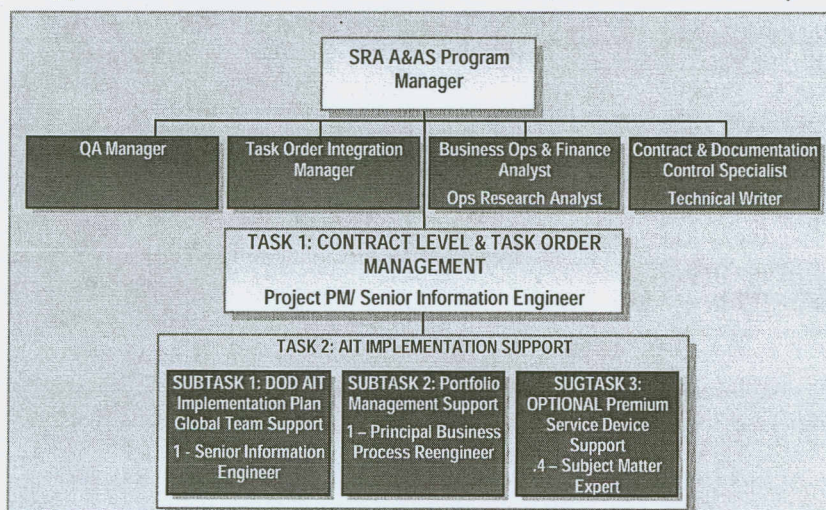 SRA A&AS Program
Manager
QA Manager
Task Order Integration
Manager
Business Ops & Finance
Analyst
Ops Research Analyst
Contract & Documentation
Control Specialist
Technical Writer
TASK 1: CONTRACT LEVEL & TASK ORDER
MANAGEMENT
Project PM/ Senior Information Engineer
TASK 2: AIT IMPLEMENTATION SUPPORT
SUBTASK 1: DOD AIT
Implementation Plan
Global Team Support
1 - Senior Information
Engineer
SUBTASK 2: Portfolio
Management Support
1 – Principal Business
Process Reengineer
SUGTASK 3:
OPTIONAL Premium
Service Device
Support
.4 – Subject Matter
Expert